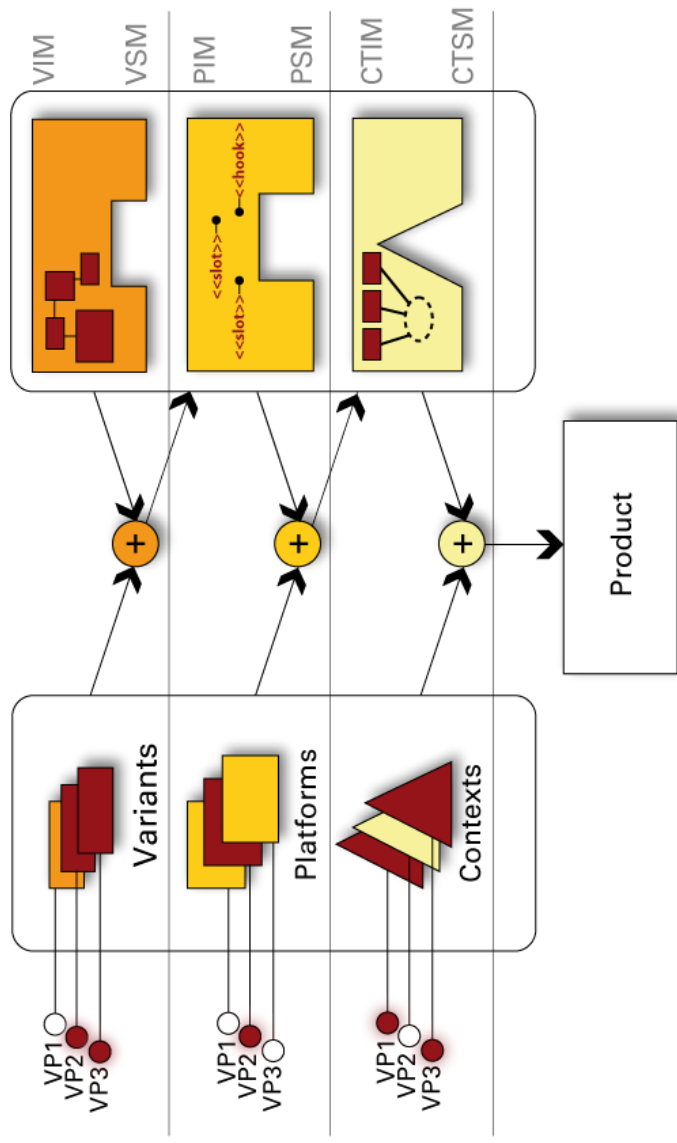 VIM
VSM
PIM
PSM
CTIM
CTSM
<<slot>>
<<slot>>
<<hook>>
+
+
+
Product
Variants
Platforms
Contexts
VP1
VP2
VP3
VP1
VP2
VP3
VP1
VP2
VP3